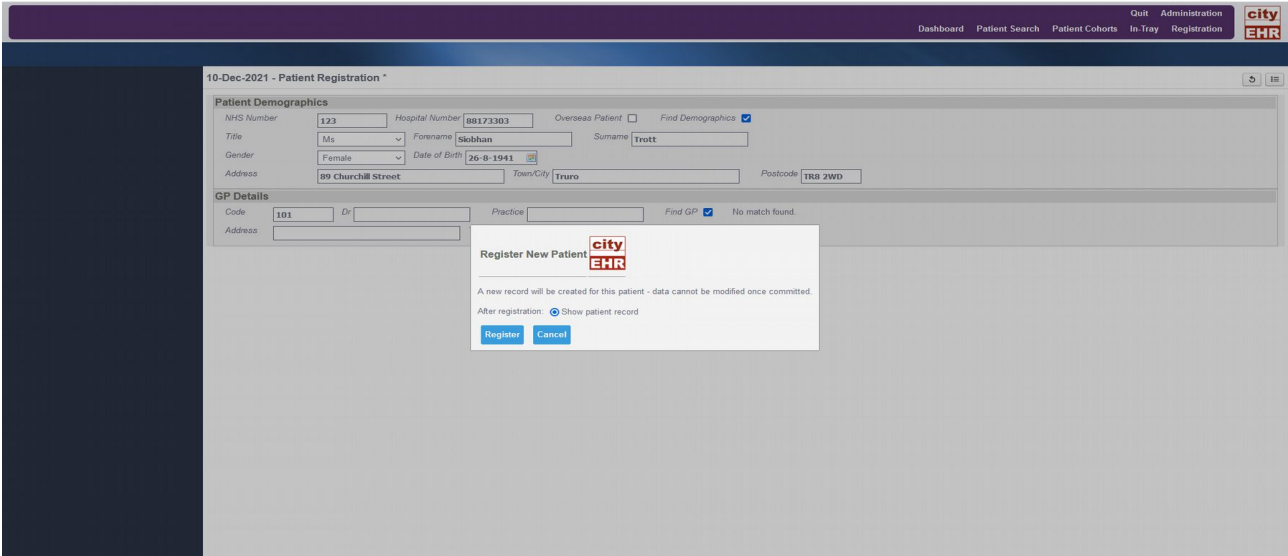 Quit Administration
city
EHR
Dashboard Patient Search Patient Cohorts In-Tray Registration
10-Dec-2021 - Patient Registration *
Patient Demographics
NHS Number 123 Hospital Number 88173303 Overseas Patient Find Demographics
Title Ms Forename Siobhan Surname Trott
Gender Female Date of Birth 26-8-1941
Address 89 Churchill Street Town/City Truro Postcode TR8 2WD
GP Details
Code 101 Dr Practice Find GP No match found.
Address
Register New Patient
city
EHR
A new record will be created for this patient - data cannot be modified once committed.
After registration: Show patient record
Register Cancel